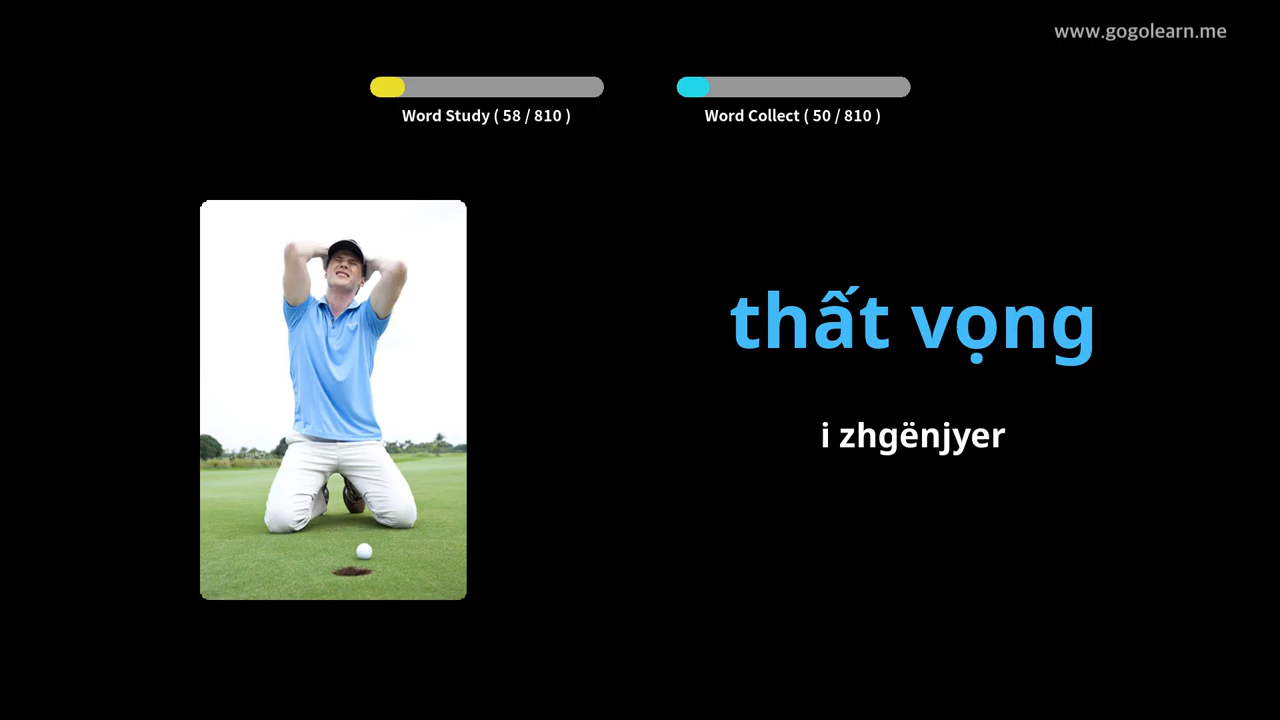 www.gogolearn.me
Word Study ( 58 / 810 )
Word Collect ( 50 / 810 )
thất vọng
i zhgënjyer